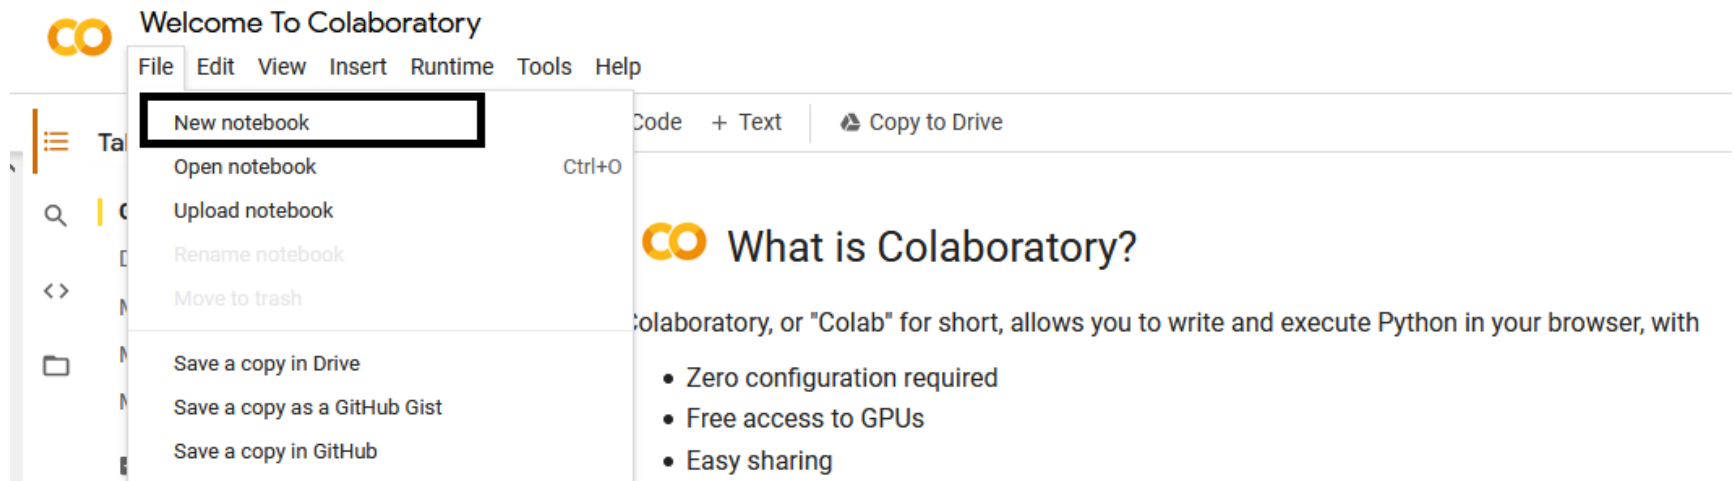 Welcome To Colaboratory
File Edit View Insert Runtime Tools Help
New notebook
Code + Text Copy to Drive
Open notebook Ctrl+O
Upload notebook
Rename notebook
Move to trash
Save a copy in Drive
Save a copy as a GitHub Gist
Save a copy in GitHub
What is Colaboratory?
Colaboratory, or "Colab" for short, allows you to write and execute Python in your browser, with
• Zero configuration required
• Free access to GPUs
• Easy sharing